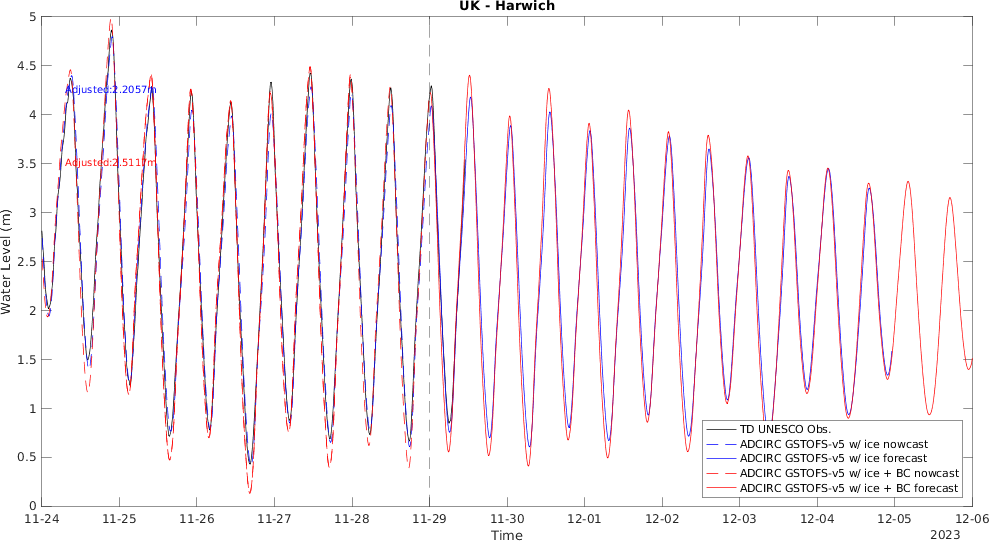 UK - Harwich
Water Level (m)
5
4.5
4
3.5
3
2.5
2
1.5
1
0.5
0
Adjusted:2.2057m
Adjusted:2.5117m
TD UNESCO Obs.
ADCIRC GSTOFS-v5 w/ ice nowcast
ADCIRC GSTOFS-v5 w/ ice forecast
ADCIRC GSTOFS-v5 w/ ice + BC nowcast
ADCIRC GSTOFS-v5 w/ ice + BC forecast
11-24 11-25 11-26 11-27 11-28 11-29 11-30 12-01 12-02 12-03 12-04 12-05 12-06
Time
2023